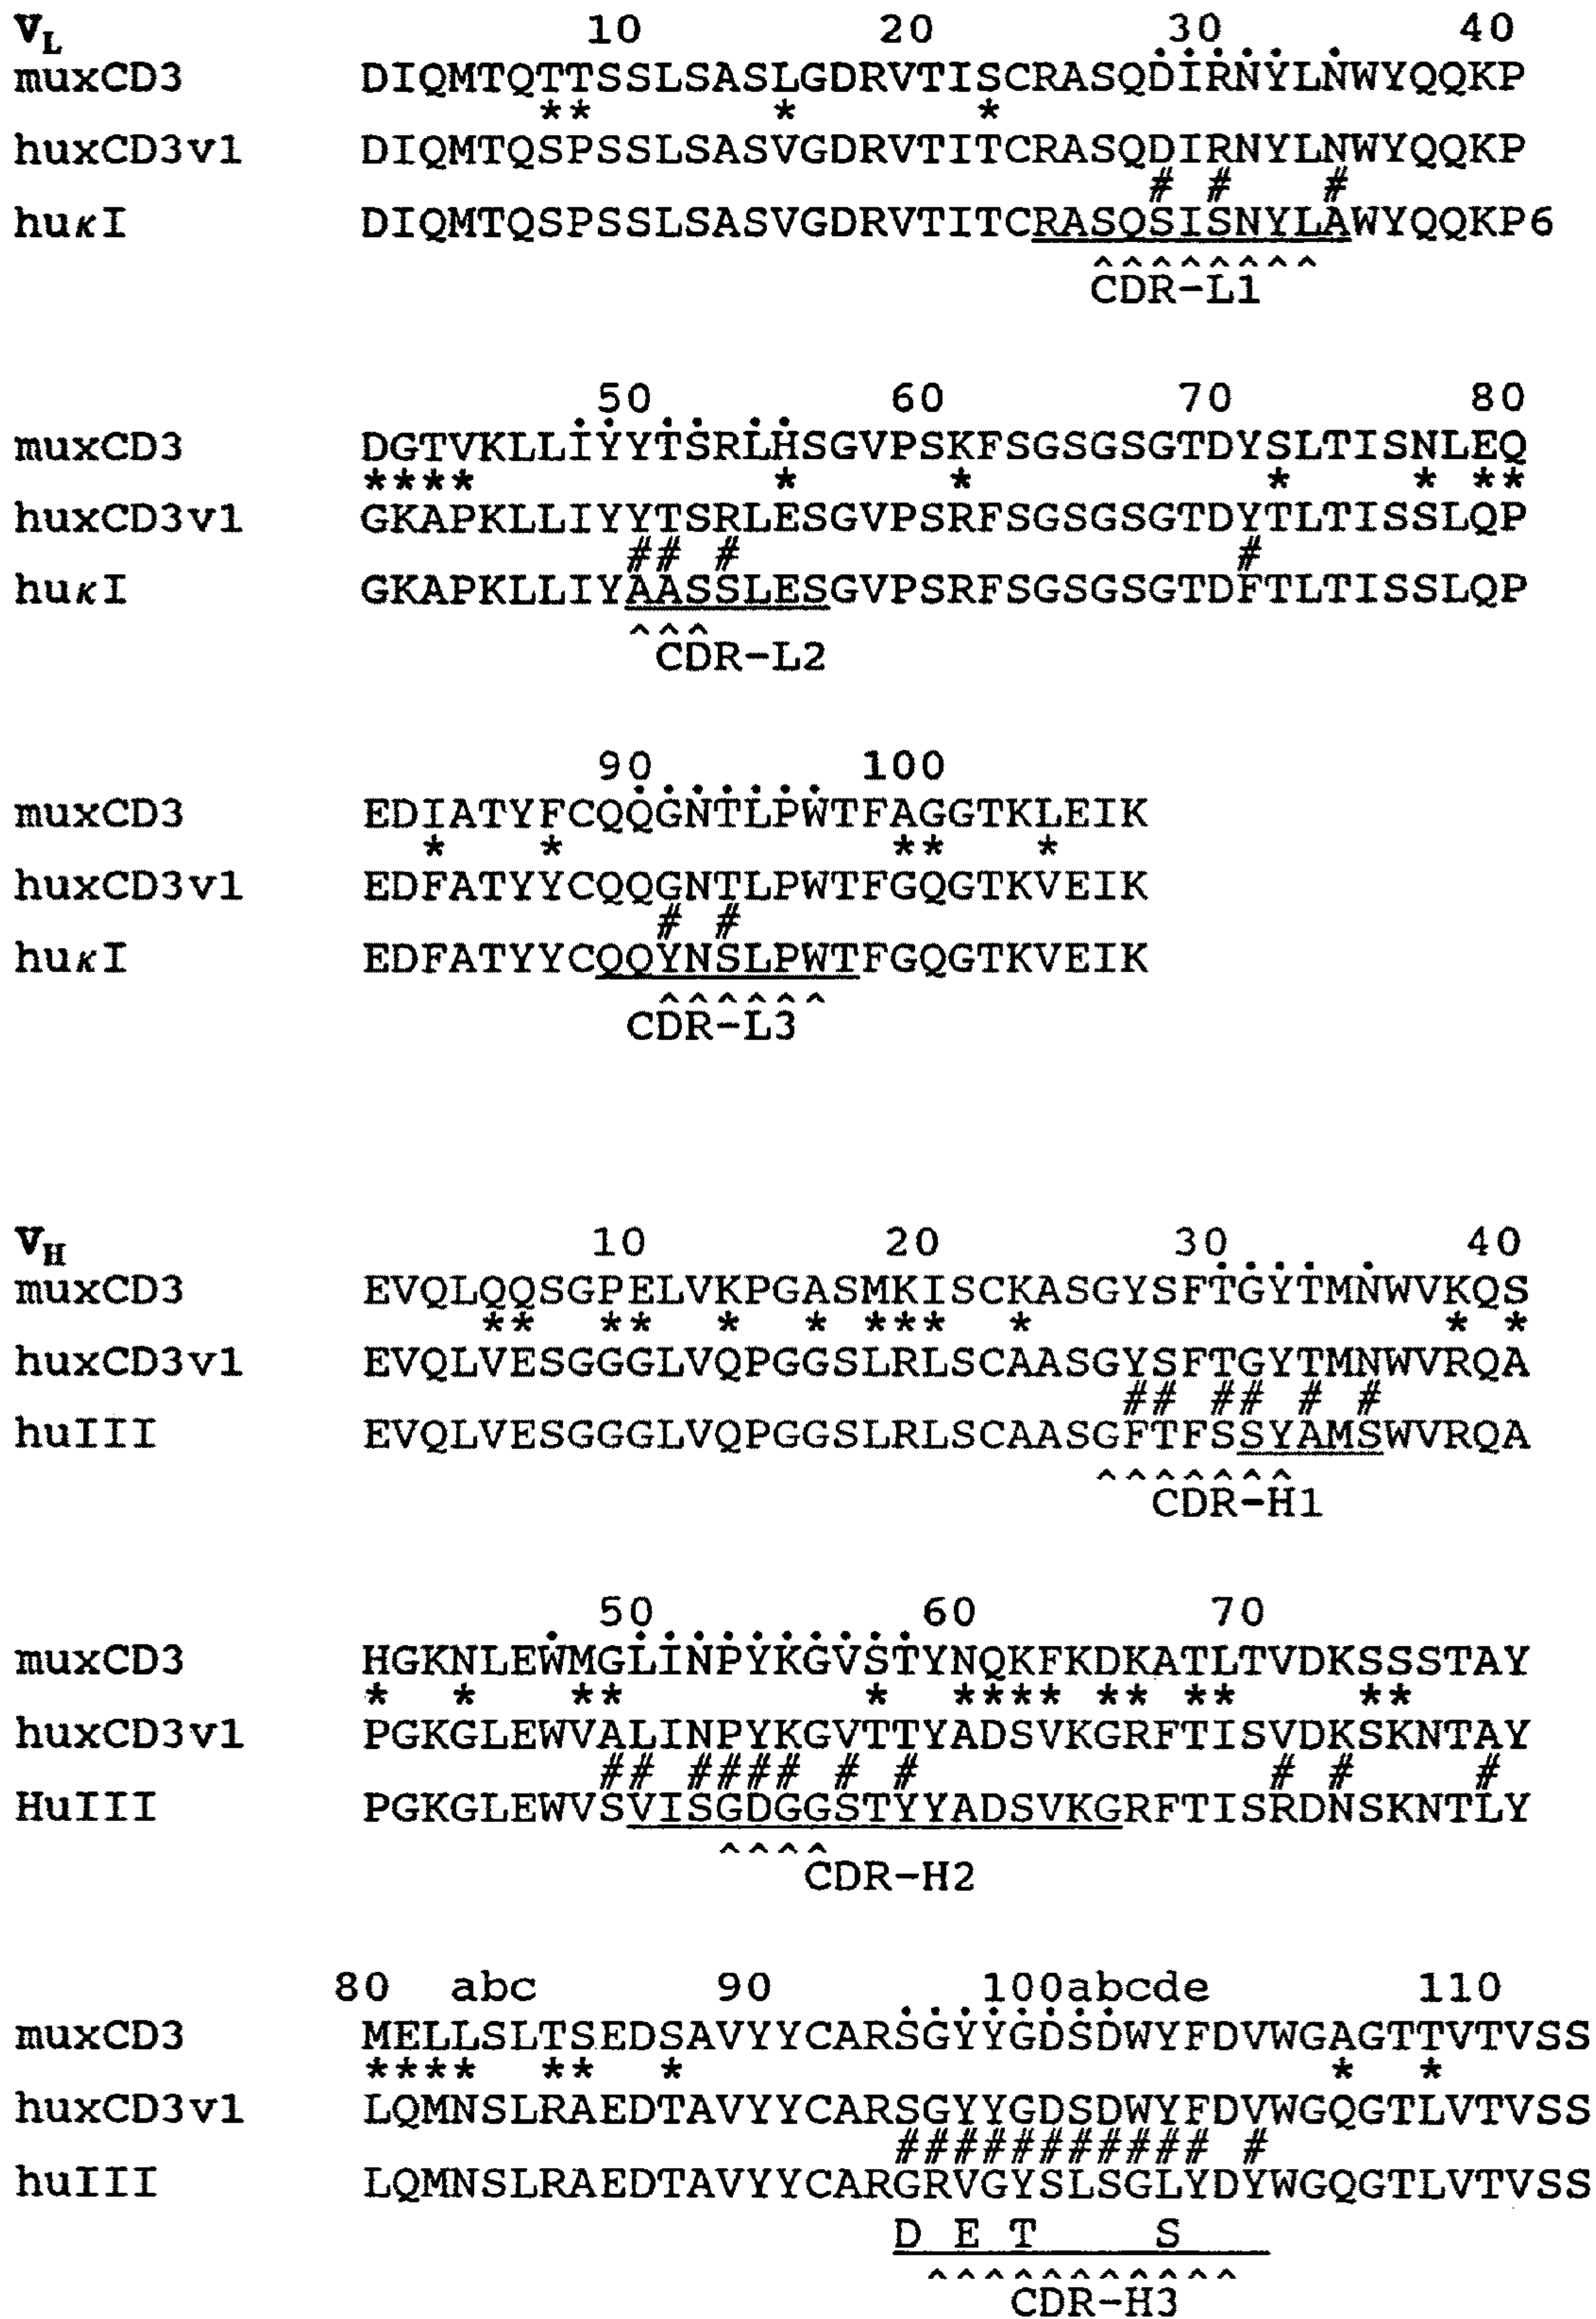 VL 10 20 30 40
muxCD3 DIQMTQTTSSLSASLGDRVTISCRASQDIRNYLNWYQQKP
** * *
huxCD3v1 DIQMTQSPSSLSASVGDRVTITCRASQDIRNYLNWYQQKP
# # #
huκI DIQMTQSPSSLSASVGDRVTITCRASQSISNYLAWYQQKP6
^^^^^^^^
CDR-L1
50 60 70 80
muxCD3 DGTVKLLIYYTSRLHSGVPSKFSGSGSGTDYSLTISNLEQ
**** * * * * **
huxCD3v1 GKAPKLLIYYTSRLESGVPSRFSGSGSGTDYTLTISSLQP
## # #
huκI GKAPKLLIYAASSLESGVPSRFSGSGSGTDFTLTISSLQP
^^^
CDR-L2
90 100
muxCD3 EDIATYFCQQGNTLPWTFAGGTKLEIK
* * ** *
huxCD3v1 EDFATYYCQQGNTLPWTFGQGTKVEIK
# #
huκI EDFATYYCQQYNSLPWTFGQGTKVEIK
^^^^^^
CDR-L3
VH 10 20 30 40
muxCD3 EVQLQQSGPELVKPGASMKISCKASGYSFTGYTMNWVKQS
** ** * * *** * * *
huxCD3v1 EVQLVESGGGLVQPGGSLRLSCAASGYSFTGYTMNWVRQA
## ## # #
huIII EVQLVESGGGLVQPGGSLRLSCAASGFTFSSYAMSWVRQA
^^^^^^^
CDR-H1
50 60 70
muxCD3 HGKNLEWMGLINPYKGVSTYNQKFKDKATLTVDKSSSTAY
* * ** * **** ** ** **
huxCD3v1 PGKGLEWVALINPYKGVTTYADSVKGRFTISVDKSKNTAY
## #### # # # # #
HuIII PGKGLEWVSVISGDGGSTYYADSVKGRFTISRDNSKNTLY
^^^^
CDR-H2
80 abc 90 100abcde 110
muxCD3 MELLSLTSEDSAVYYCARSGYYGDSDWYFDVWGAGTTVTVSS
**** ** * * *
huxCD3v1 LQMNSLRAEDTAVYYCARSGYYGDSDWYFDVWGQGTLVTVSS
########### #
huIII LQMNSLRAEDTAVYYCARGRVGYSLSGLYDYWGQGTLVTVSS
D E T S
^^^^^^^^^^^
CDR-H3